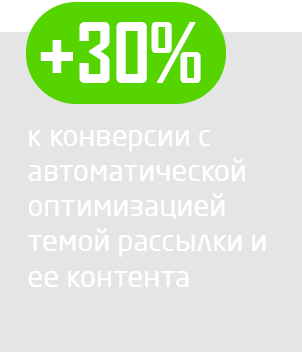 +30%
к конверсии с
автоматической
оптимизацией
темой рассылки и
ее контента